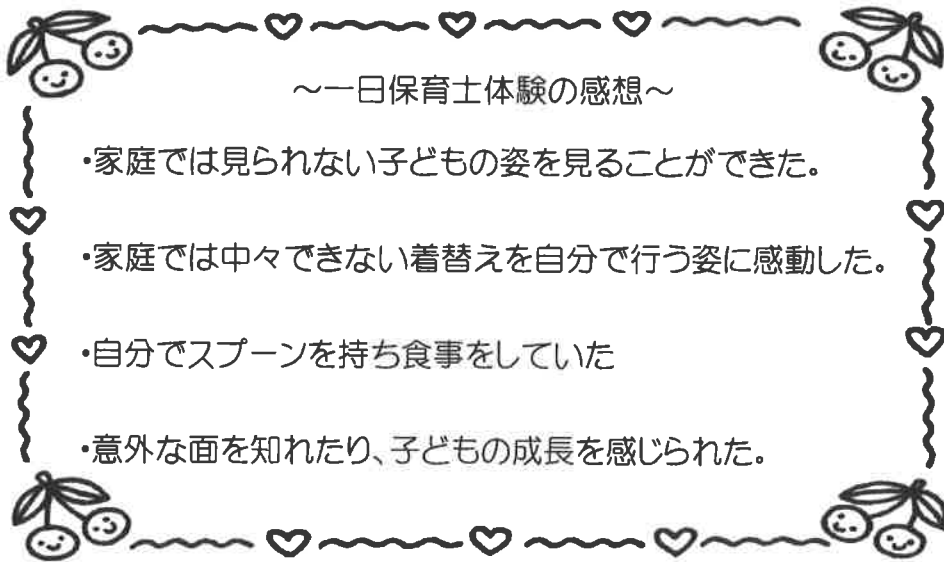 ～一日保育士体験の感想～
・家庭では見られない子どもの姿を見ることができた。
・家庭では中々できない着替えを自分で行う姿に感動した。
・自分でスプーンを持ち食事をしていた
・意外な面を知れたり、子どもの成長を感じられた。